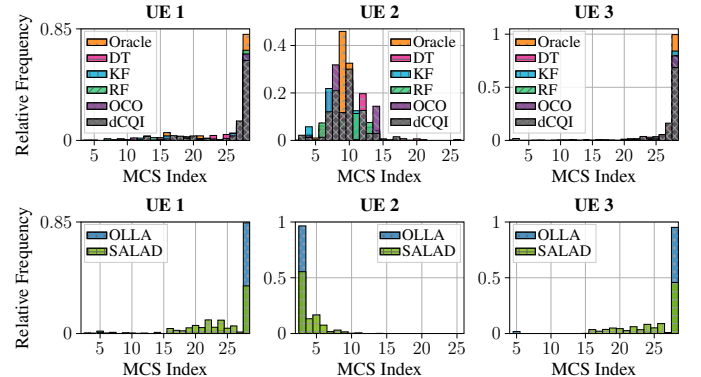 UE 1
UE 2
UE 3
Relative Frequency
0.85
0
Oracle
DT
KF
RF
OCO
dCQI
5 10 15 20 25
MCS Index
0.4
0.2
0
Oracle
DT
KF
RF
OCO
dCQI
5 10 15 20 25
MCS Index
1
0.5
0
Oracle
DT
KF
RF
OCO
dCQI
5 10 15 20 25
MCS Index
UE 1
UE 2
UE 3
Relative Frequency
0.85
0
OLLA
SALAD
5 10 15 20 25
MCS Index
1
0.5
0
OLLA
SALAD
5 10 15 20 25
MCS Index
1
0.5
0
OLLA
SALAD
5 10 15 20 25
MCS Index